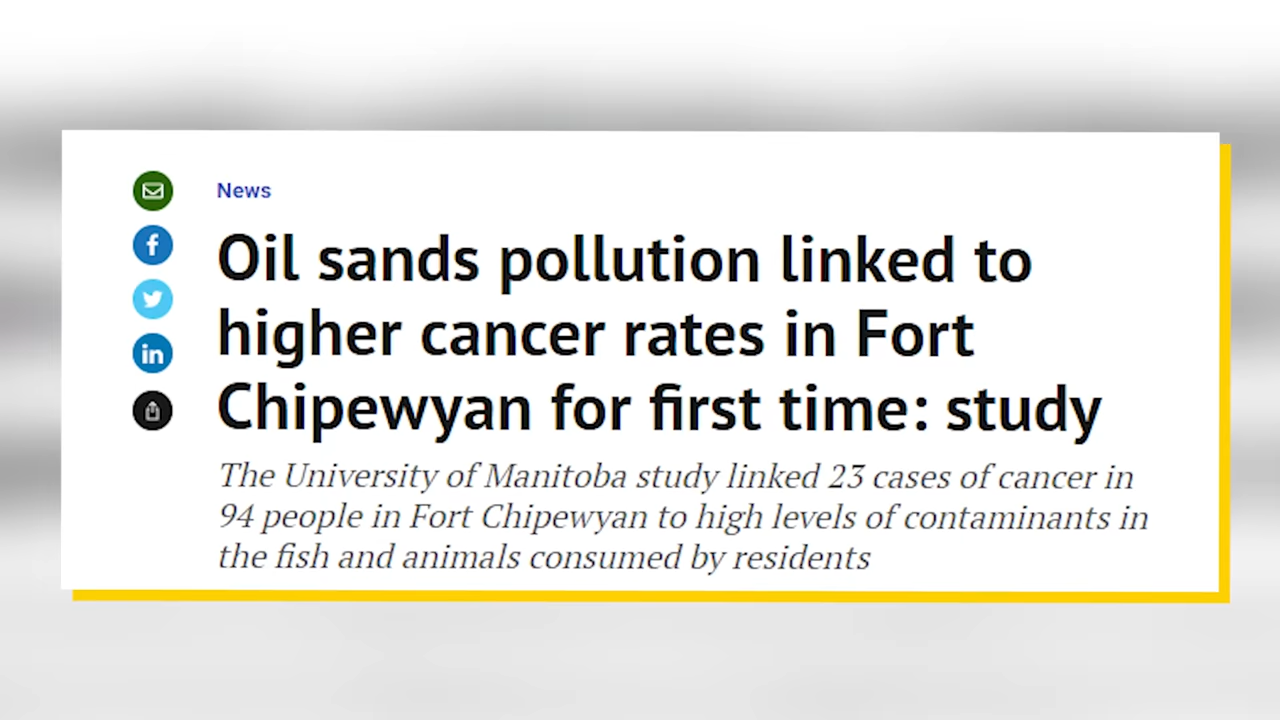 News
Oil sands pollution linked to
higher cancer rates in Fort
Chipewyan for first time: study
The University of Manitoba study linked 23 cases of cancer in
94 people in Fort Chipewyan to high levels of contaminants in
the fish and animals consumed by residents